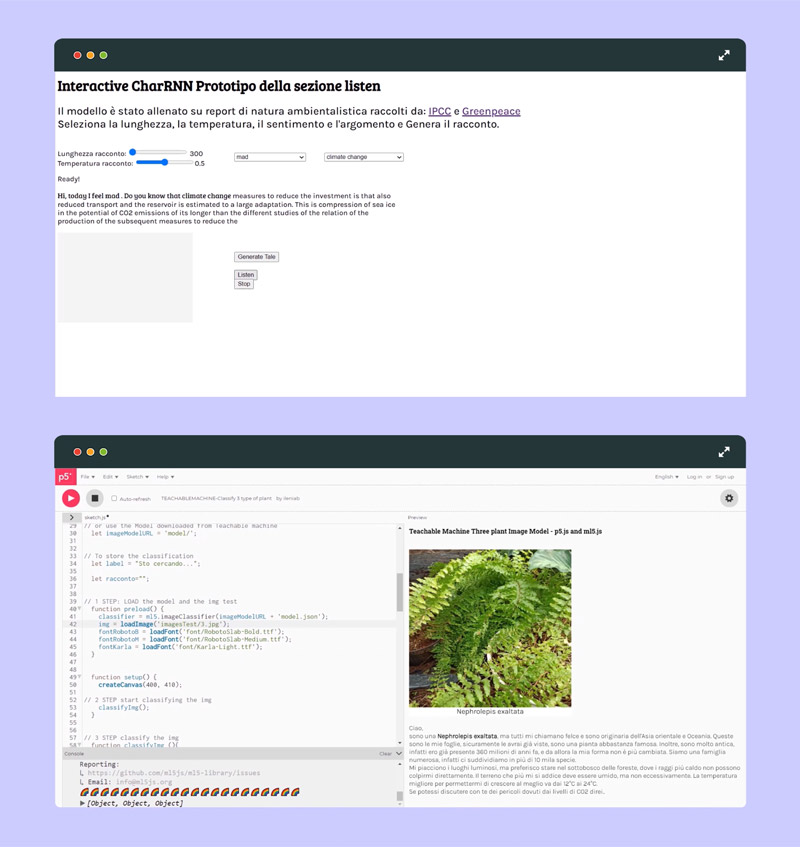 Interactive CharRNN Prototipo della sezione listen
Il modello è stato allenato su report di natura ambientalistica raccolti da: IPCC e Greenpeace
Seleziona la lunghezza, la temperatura, il sentimento e l'argomento e Genera il racconto.
Lunghezza racconto: 300
mad climate change
Temperatura racconto: 0.5
Ready!
Hi, today I feel mad . Do you know that climate change measures to reduce the investment is that also
reduced transport and the reservoir is estimated to a large adaptation. This is compression of sea ice
in the potential of CO2 emissions of its longer than the different studies of the relation of the
production of the subsequent measures to reduce the
Generate Tale
Listen
Stop
p5*
File Edit Sketch Help
English Log in or Sign up
Auto-refresh TEACHABLEMACHINE-Classify 3 type of plant by ileniab
sketch.js
29 // or use the Model downloaded from Teachable Machine
30 let imageModelURL = 'model/';
31
32
33 // To store the classification
34 let label = "Sto cercando...";
35
36 let racconto="";
37
38
39 // 1 STEP: LOAD the model and the img test
40 function preload() {
41 classifier = ml5.imageClassifier(imageModelURL + 'model.json');
42 img = loadImage('imagesTest/3.jpg');
43 fontRobotoB = loadFont('font/RobotoSlab-Bold.ttf');
44 fontRobotoM = loadFont('font/RobotoSlab-Medium.ttf');
45 fontKarla = loadFont('font/Karla-Light.ttf');
46 }
47
48
49 function setup() {
50 createCanvas(400, 410);
51
52 // 2 STEP start classifying the img
53 classifyImg();
54 }
55
56
57 // 3 STEP classify the img
58 function classifyImg (){
Console Clear
Reporting:
↳ https://github.com/ml5js/ml5-library/issues
↳ Email: info@ml5js.org
[Object, Object, Object]
Preview
Teachable Machine Three plant Image Model - p5.js and ml5.js
Nephrolepis exaltata
Ciao,
sono una Nephrolepis exaltata, ma tutti mi chiamano felce e sono originaria dell'Asia orientale e Oceania. Queste
sono le mie foglie, sicuramente le avrai già viste, sono una pianta abbastanza famosa. Inoltre, sono molto antica,
infatti ero già presente 360 milioni di anni fa, e da allora la mia forma non è più cambiata. Siamo una famiglia
numerosa, infatti ci suddividiamo in più di 10 mila specie.
Mi piacciono i luoghi luminosi, ma preferisco stare nel sottobosco delle foreste, dove i raggi più caldo non possono
colpirmi direttamente. Il terreno che più mi si addice deve essere umido, ma non eccessivamente. La temperatura
migliore per permettermi di crescere al meglio va dai 12°C ai 24°C.
Se potessi discutere con te dei pericoli dovuti dai livelli di CO2 direi..